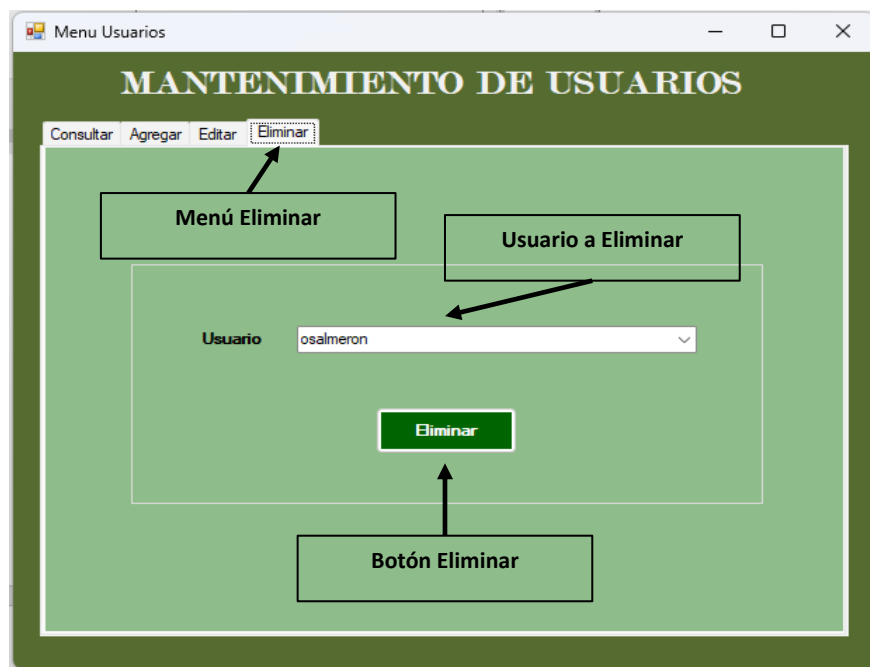 Menu Usuarios
MANTENIMIENTO DE USUARIOS
Consultar Agregar Editar Eliminar
Menú Eliminar
Usuario a Eliminar
Usuario osalmeron
Eliminar
Botón Eliminar